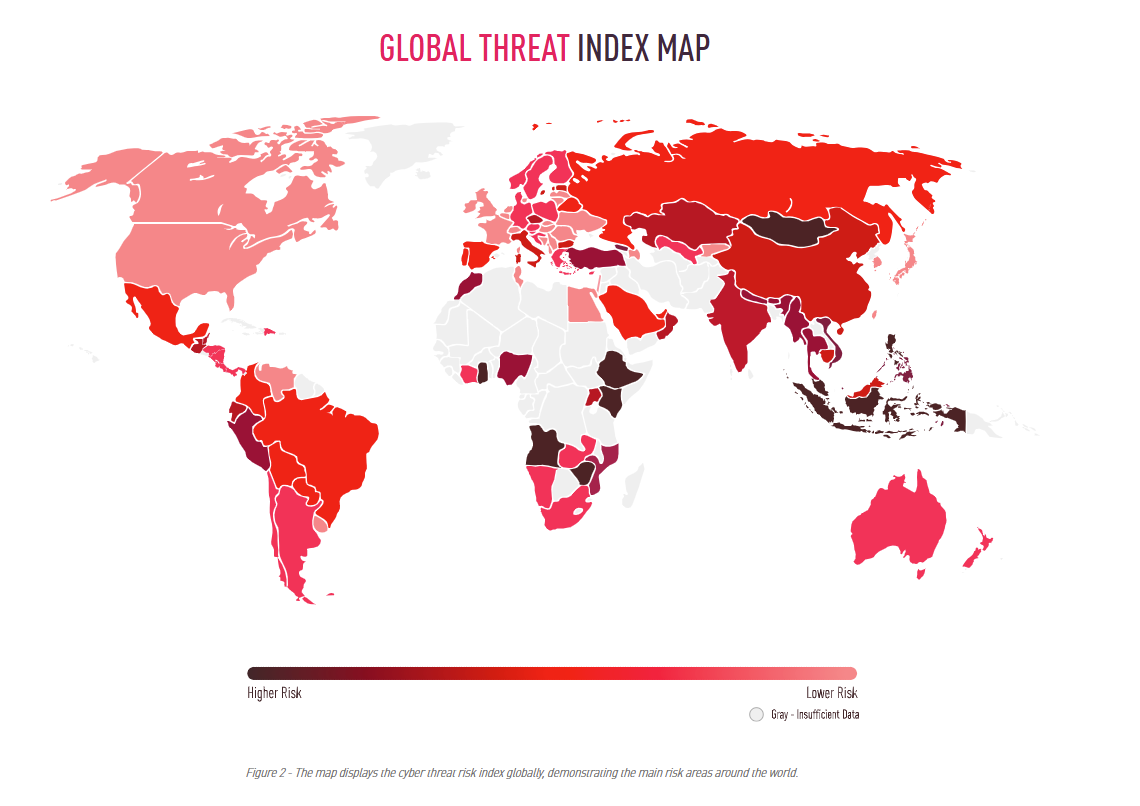 GLOBAL THREAT INDEX MAP
Higher Risk
Lower Risk
Gray - Insufficient Data
Figure 2 - The map displays the cyber threat risk index globally, demonstrating the main risk areas around the world.